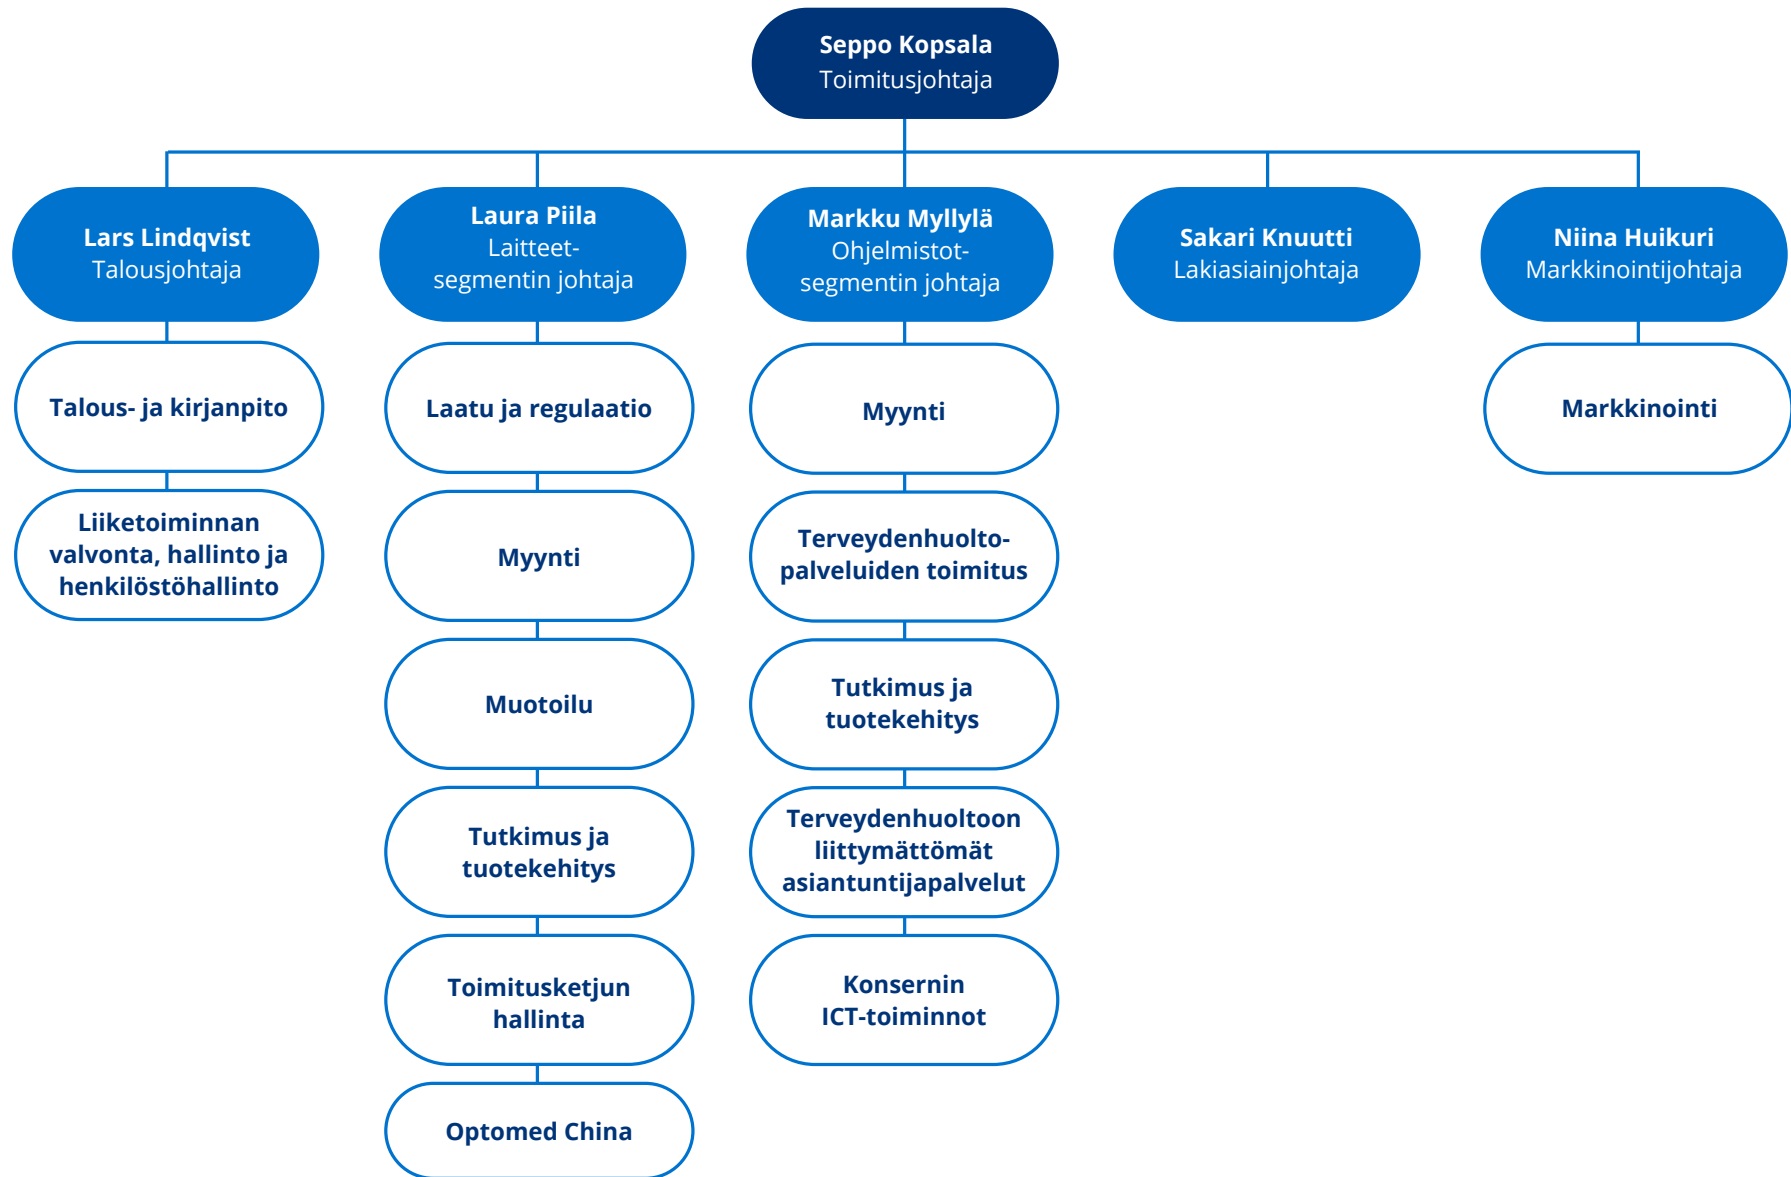 Seppo Kopsala
Toimitusjohtaja
Lars Lindqvist
Talousjohtaja
Laura Piila
Laitteet-
segmentin johtaja
Markku Myllylä
Ohjelmistot-
segmentin johtaja
Sakari Knuutti
Lakiasiainjohtaja
Niina Huikuri
Markkinointijohtaja
Talous- ja kirjanpito
Liiketoiminnan
valvonta, hallinto ja
henkilöstöhallinto
Laatu ja regulaatio
Myynti
Muotoilu
Tutkimus ja
tuotekehitys
Toimitusketjun
hallinta
Optomed China
Myynti
Terveydenhuolto-
palveluiden toimitus
Tutkimus ja
tuotekehitys
Terveydenhuoltoon
liittymättömät
asiantuntijapalvelut
Konsernin
ICT-toiminnot
Markkinointi